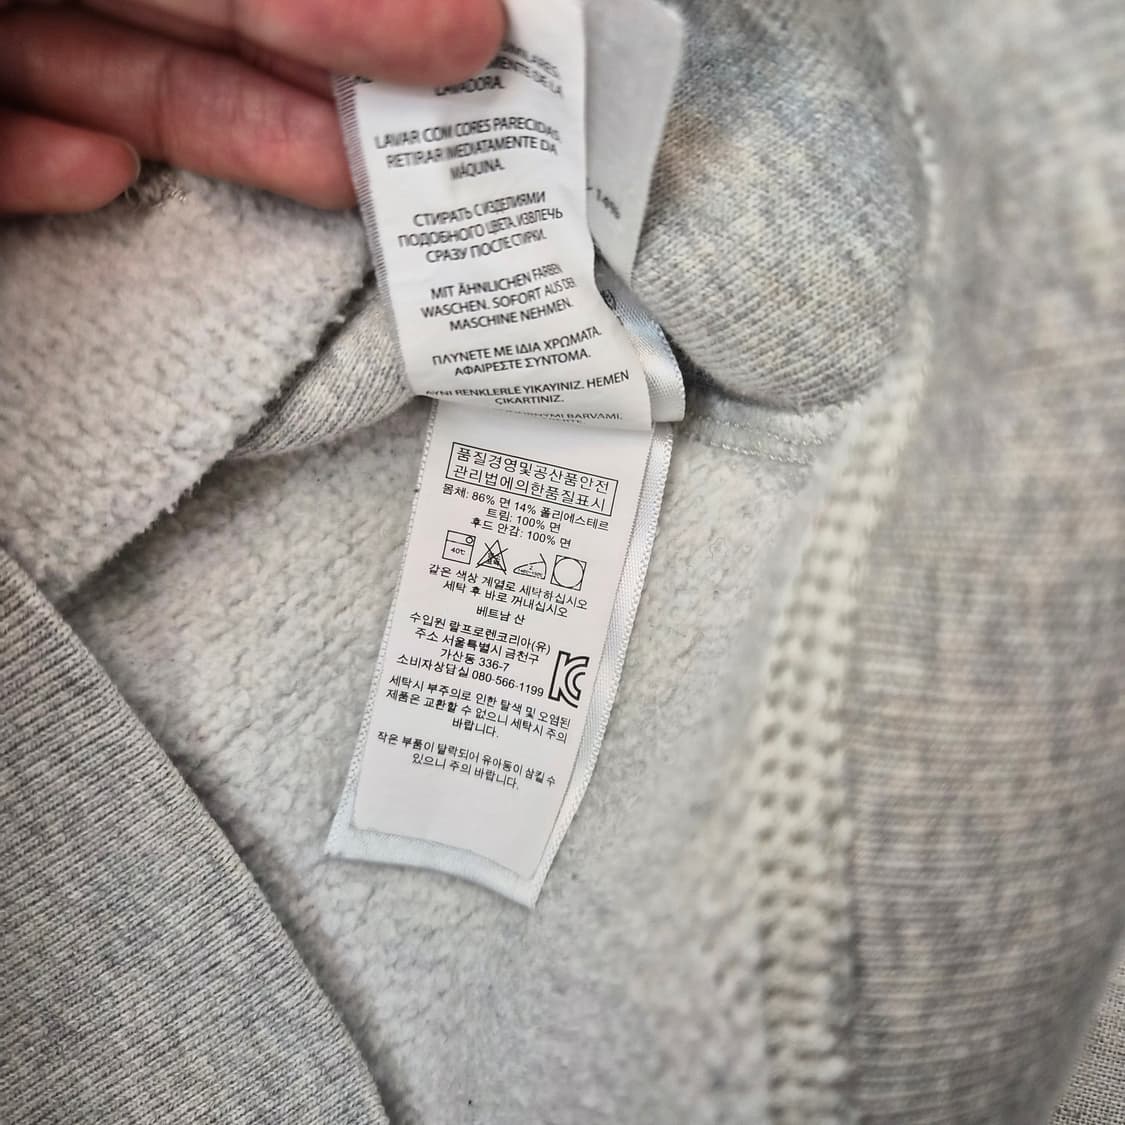 SIMILARES.
LAVADORA.
LAVAR COM CORES PARECIDAS
RETIRAR IMEDIATAMENTE DA
MÁQUINA.
СТИРАТЬ С ИЗДЕЛИЯМИ
ПОДОБНОГО ЦВЕТА. ИЗВЛЕЧЬ
СРАЗУ ПОСЛЕ СТИРКИ.
MIT ÄHNLICHEN FARBEN
WASCHEN. SOFORT AUS DER
MASCHINE NEHMEN.
ΠΛΥΝΕΤΕ ΜΕ ΙΔΙΑ ΧΡΩΜΑΤΑ.
ΑΦΑΙΡΕΣΤΕ ΣΥΝΤΟΜΑ.
AYNI RENKLERLE YIKAYINIZ. HEMEN
ÇIKARTINIZ.
BARVAMI.
14%
품질경영및공산품안전
관리법에의한품질표시
몸체: 86% 면 14% 폴리에스테르
트림: 100% 면
후드 안감: 100% 면
40℃
같은 색상 계열로 세탁하십시오
세탁 후 바로 꺼내십시오
베트남 산
수입원 랄프로렌코리아(유)
주소 서울특별시 금천구
가산동 336-7
소비자상담실 080-566-1199
세탁시 부주의로 인한 탈색 및 오염된
제품은 교환할 수 없으니 세탁시 주의
바랍니다.
작은 부품이 탈락되어 유아동이 삼킬 수
있으니 주의 바랍니다.